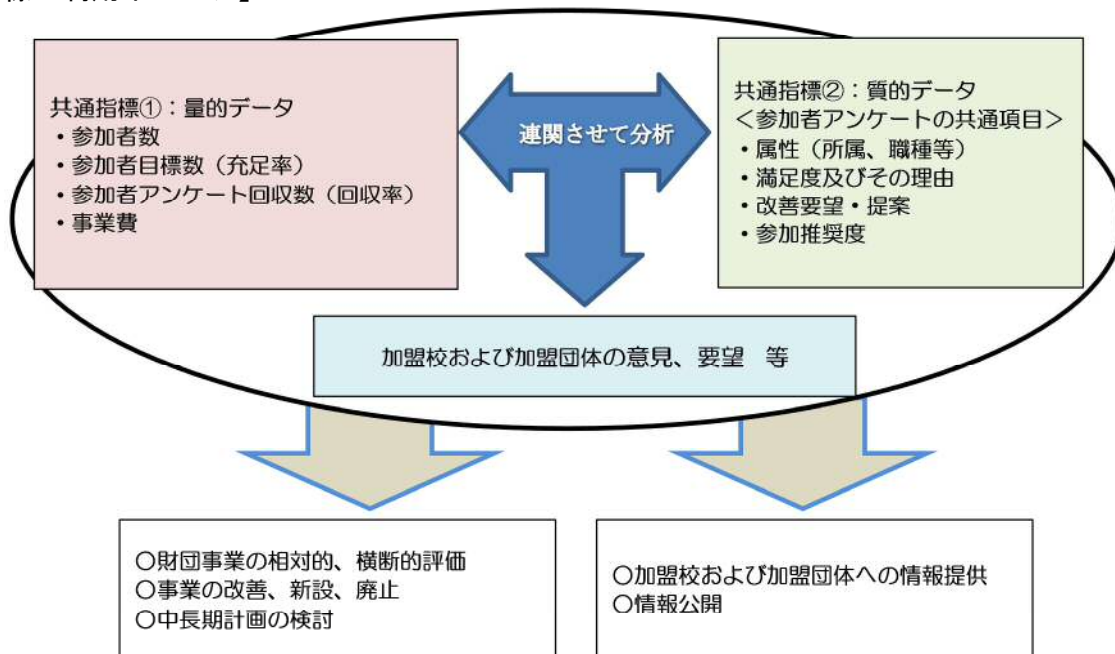 共通指標①:量的データ
・参加者数
・参加者目標数(充足率)
・参加者アンケート回収数(回収率)
・事業費
連関させて分析
共通指標②:質的データ
<参加者アンケートの共通項目>
・属性(所属、職種等)
・満足度及びその理由
・改善要望・提案
・参加推奨度
加盟校および加盟団体の意見、要望 等
〇財団事業の相対的、横断的評価
〇事業の改善、新設、廃止
〇中長期計画の検討
〇加盟校および加盟団体への情報提供
〇情報公開